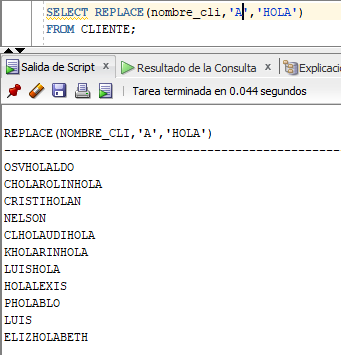 SELECT REPLACE(nombre_cli,'A','HOLA')
FROM CLIENTE;
Salida de Script × Resultado de la Consulta × Explicació
Tarea terminada en 0.044 segundos
REPLACE(NOMBRE_CLI,'A','HOLA')
--------------------------------------------------
OSVHOLALDO
CHOLAROLINHOLA
CRISTIHOLAN
NELSON
CLHOLAUDIHOLA
KHOLARINHOLA
LUISHOLA
HOLALEXIS
PHOLABLO
LUIS
ELIZHOLABETH